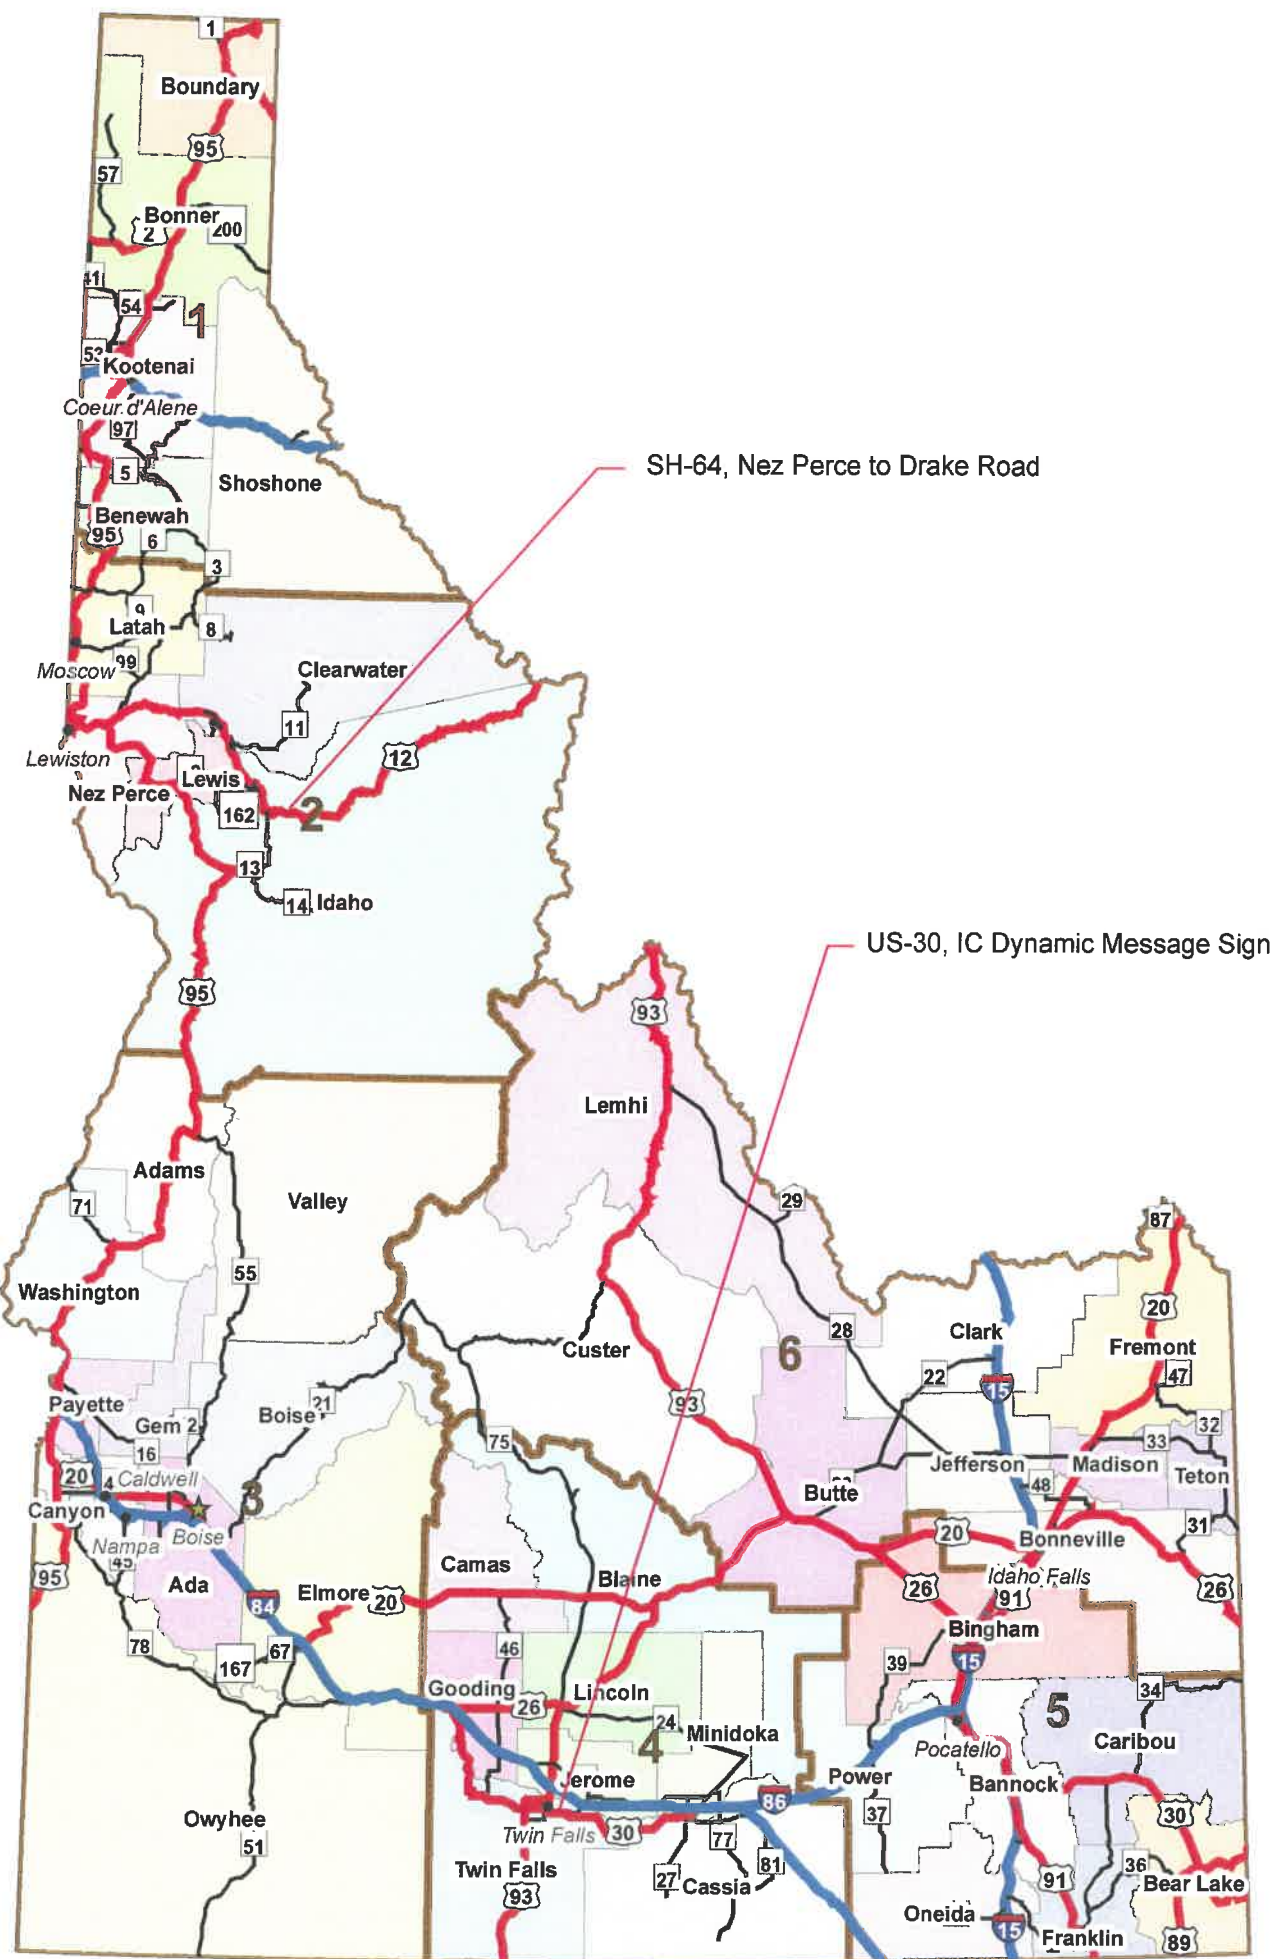 1
Boundary
95
57
Bonner
2
200
41
54
1
53
Kootenai
Coeur d'Alene
97
5
Shoshone
SH-64, Nez Perce to Drake Road
Benewah
95
6
3
9
Latah
8
99
Moscow
Clearwater
11
12
Lewiston
Lewis
Nez Perce
162
2
13
14
Idaho
US-30, IC Dynamic Message Sign
95
93
Lemhi
Adams
71
Valley
29
87
55
Washington
20
28
Clark
Custer
6
Fremont
22
15
47
Payette
21
93
Gem
Boise
32
75
16
33
20
Caldwell
Jefferson
Madison
Teton
4
48
3
Butte
Canyon
31
Boise
20
Bonneville
Nampa
45
Camas
Blaine
Idaho Falls
95
Ada
Elmore
20
26
91
26
84
Bingham
78
67
46
15
167
39
Gooding
Lincoln
34
26
24
5
4
Minidoka
Caribou
Pocatello
Jerome
Power
Bannock
86
30
Owyhee
37
Twin Falls
30
77
51
Twin Falls
81
36
27
Cassia
91
Bear Lake
93
Oneida
15
Franklin
89